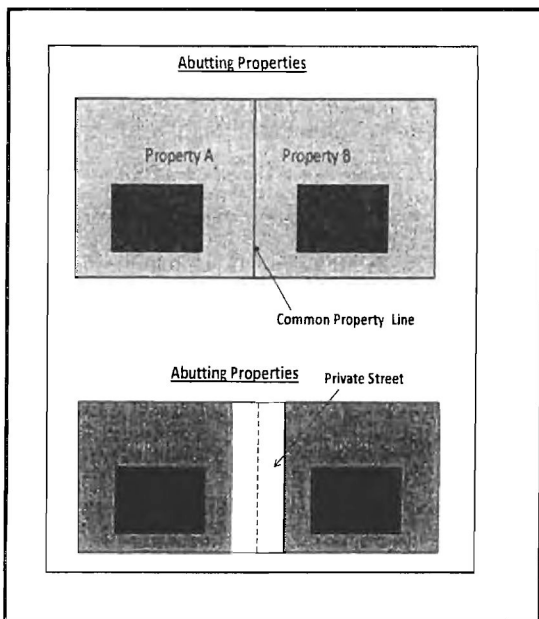 Abutting Properties
Property A
Property B
Common Property Line
Abutting Properties
Private Street